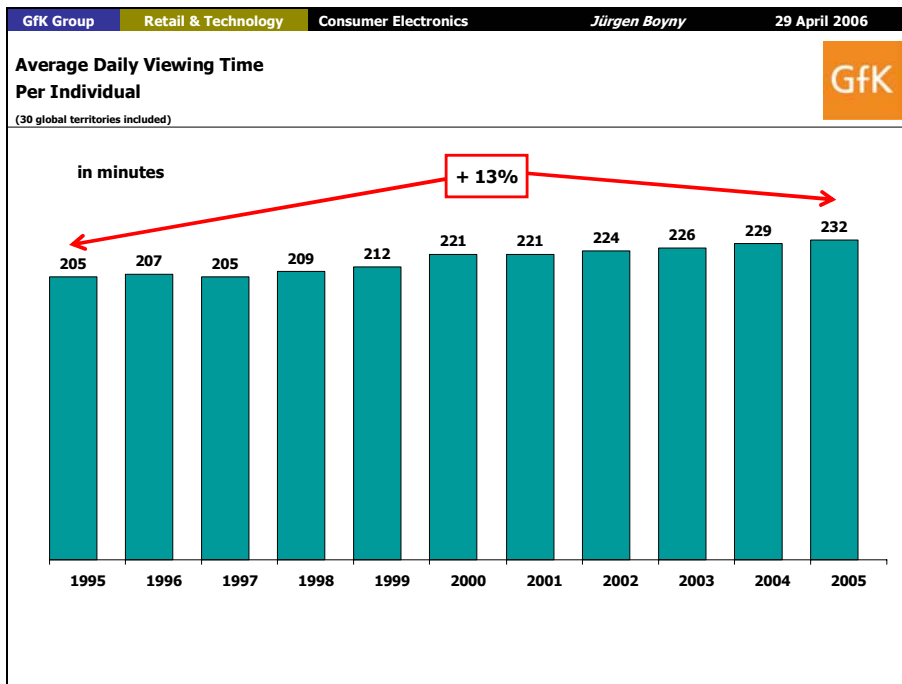 GfK Group Retail & Technology Consumer Electronics Jürgen Boyny 29 April 2006
Average Daily Viewing Time
Per Individual
(30 global territories included)
GfK
in minutes
+ 13%
205 207 205 209 212 221 221 224 226 229 232
1995 1996 1997 1998 1999 2000 2001 2002 2003 2004 2005